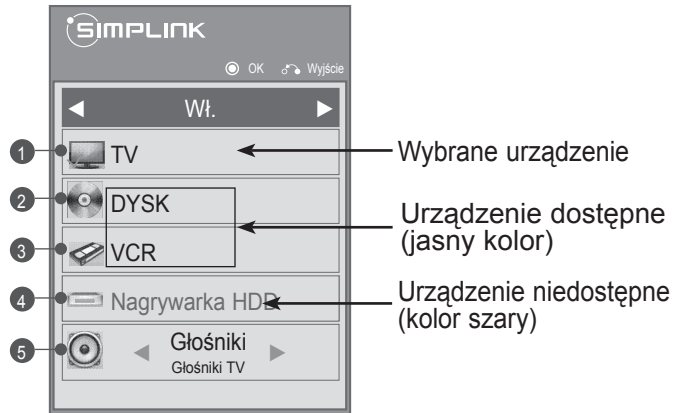 SIMPLINK
OK Wyjście
Wł.
1 TV Wybrane urządzenie
2 DYSK
Urządzenie dostępne
(jasny kolor)
3 VCR
4 Nagrywarka HDD
Urządzenie niedostępne
(kolor szary)
5 Głośniki
Głośniki TV